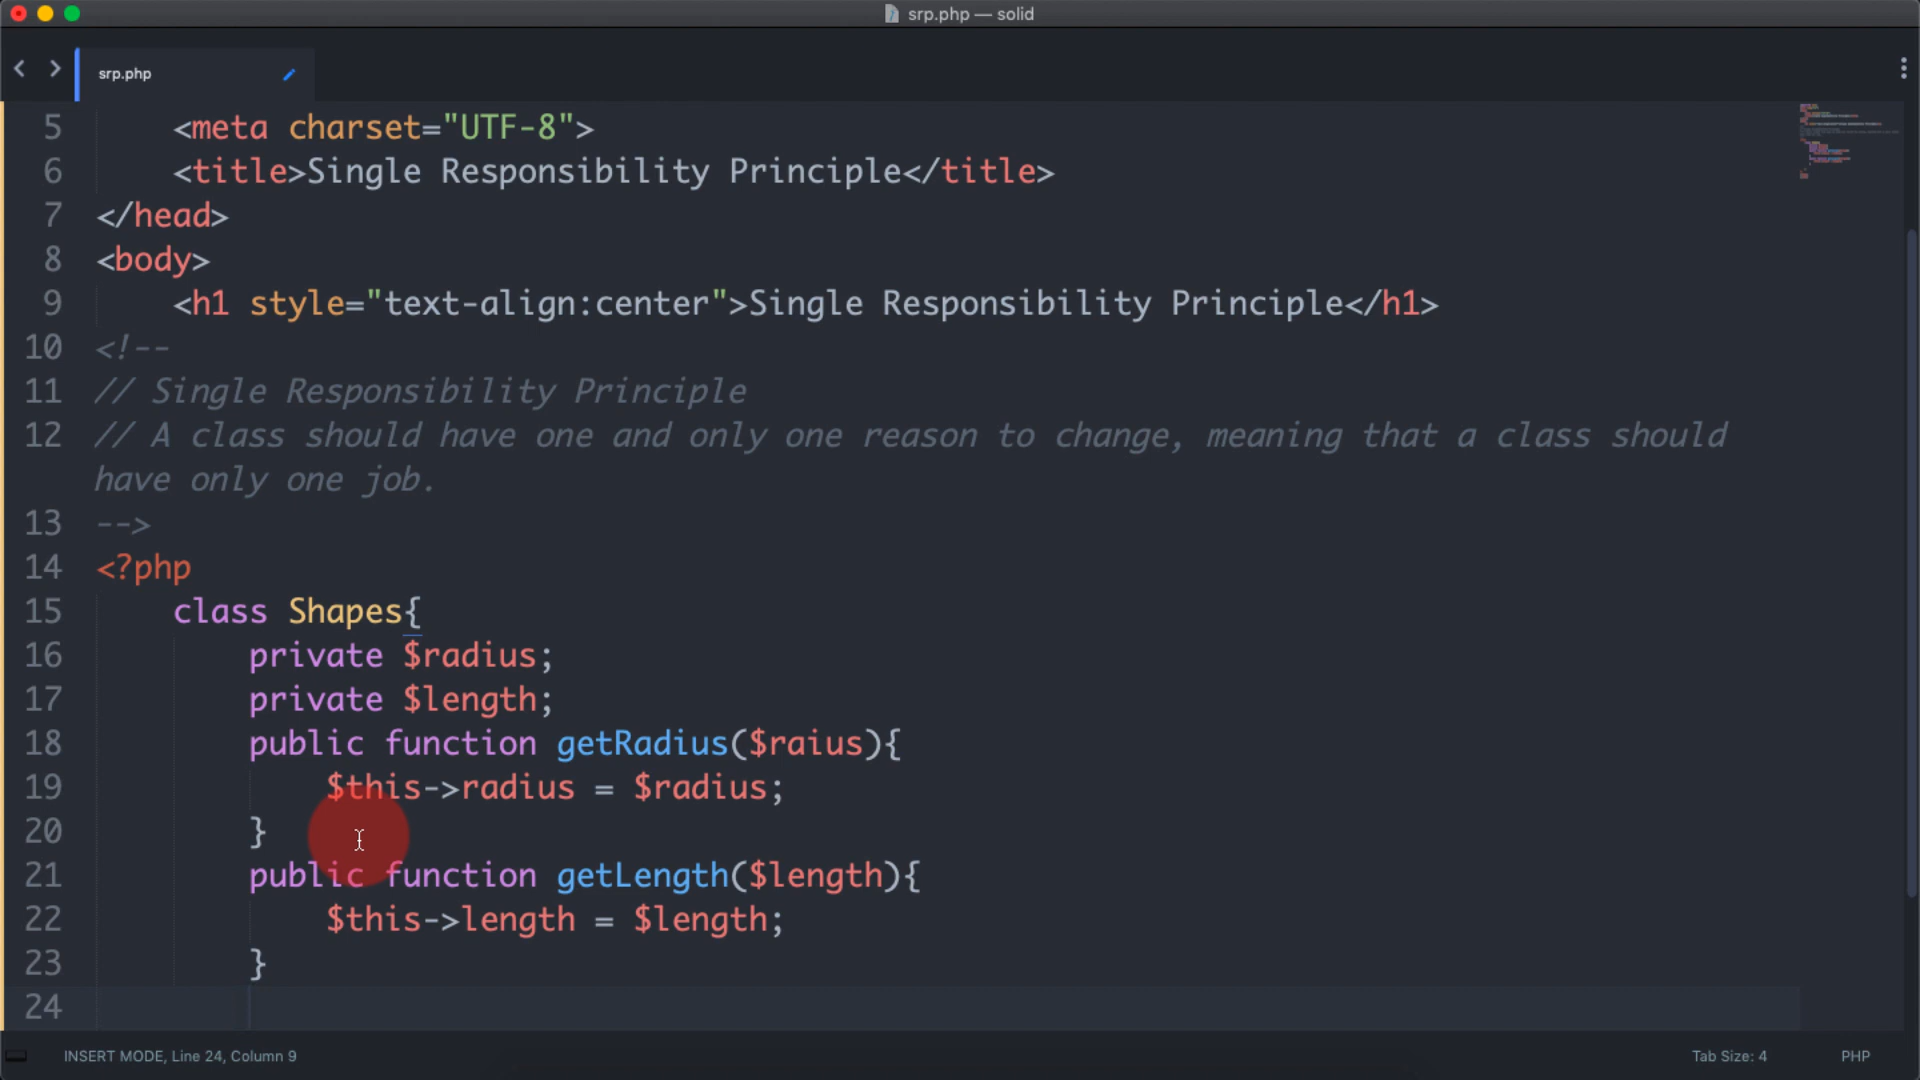 srp.php — solid
srp.php
5 <meta charset="UTF-8">
6 <title>Single Responsibility Principle</title>
7 </head>
8 <body>
9 <h1 style="text-align:center">Single Responsibility Principle</h1>
10 <!--
11 // Single Responsibility Principle
12 // A class should have one and only one reason to change, meaning that a class should
have only one job.
13 -->
14 <?php
15 class Shapes{
16 private $radius;
17 private $length;
18 public function getRadius($raius){
19 $this->radius = $radius;
20 }
21 public function getLength($length){
22 $this->length = $length;
23 }
24
INSERT MODE, Line 24, Column 9
Tab Size: 4
PHP